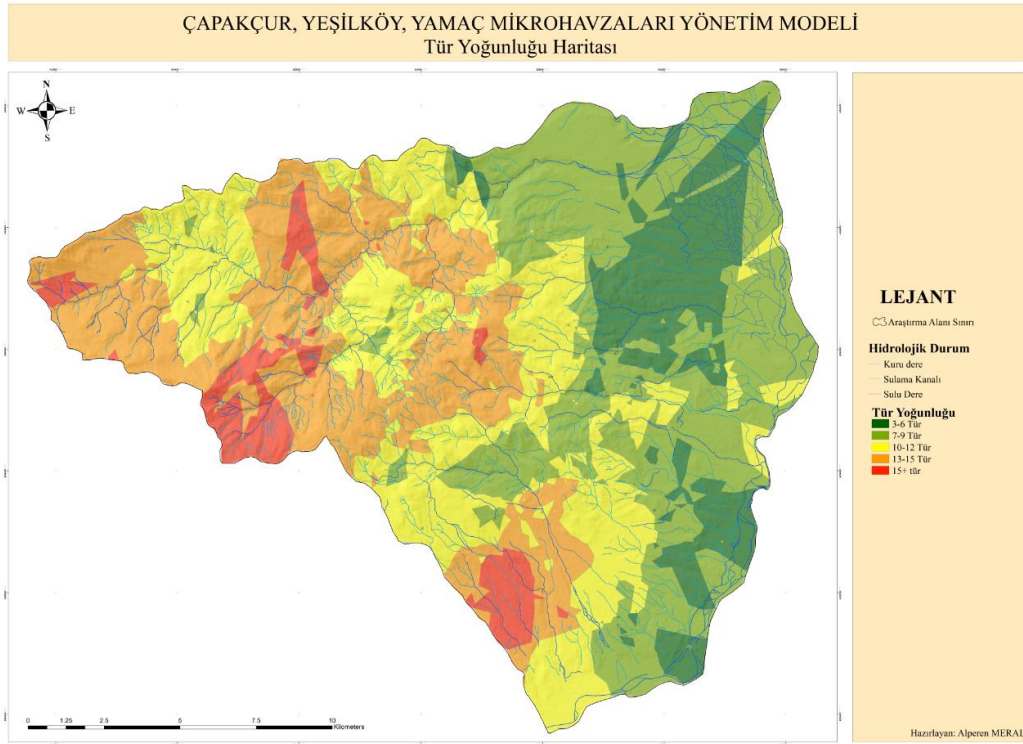 ÇAPAKÇUR, YEŞİLKÖY, YAMAÇ MİKROHAVZALARI YÖNETİM MODELİ
Tür Yoğunluğu Haritası
N
W E
S
LEJANT
Araştırma Alanı Sınırı
Hidrolojik Durum
Kuru dere
Sulama Kanalı
Sulu Dere
Tür Yoğunluğu
3-6 Tür
7-9 Tür
10-12 Tür
13-15 Tür
15+ tür
0 1.25 2.5 5 7.5 10
Kilometers
Hazırlayan: Alperen MERAL